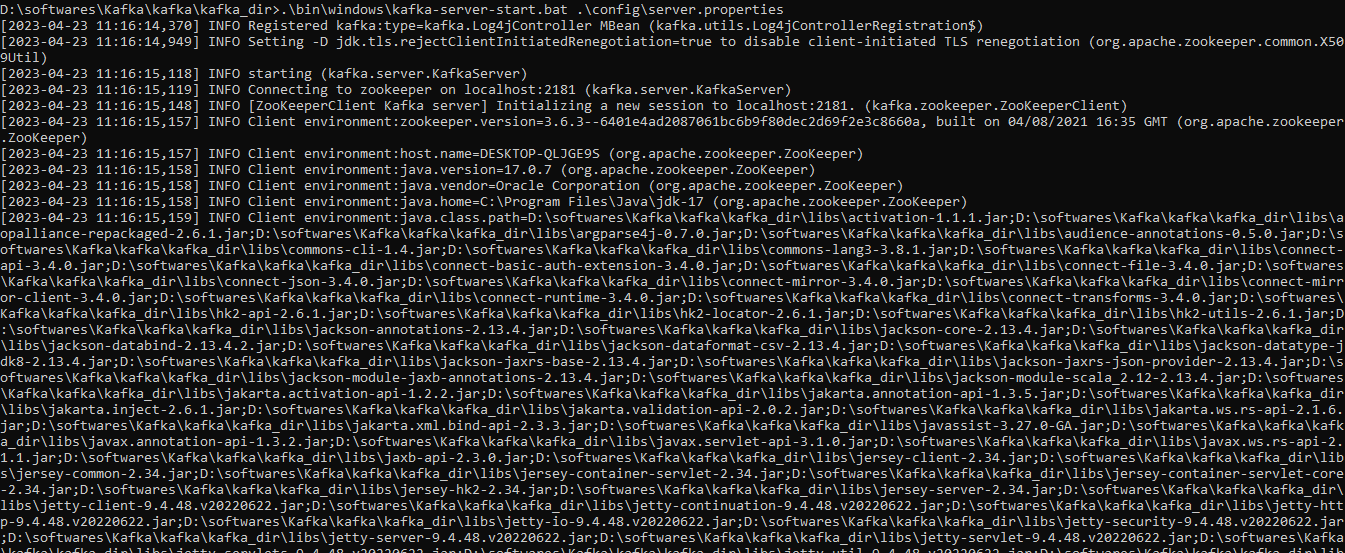 D:\softwares\Kafka\kafka\kafka_dir>.\bin\windows\kafka-server-start.bat .\config\server.properties
[2023-04-23 11:16:14,370] INFO Registered kafka:type=kafka.Log4jController MBean (kafka.utils.Log4jControllerRegistration$)
[2023-04-23 11:16:14,949] INFO Setting -D jdk.tls.rejectClientInitiatedRenegotiation=true to disable client-initiated TLS renegotiation (org.apache.zookeeper.common.X50
9Util)
[2023-04-23 11:16:15,118] INFO starting (kafka.server.KafkaServer)
[2023-04-23 11:16:15,119] INFO Connecting to zookeeper on localhost:2181 (kafka.server.KafkaServer)
[2023-04-23 11:16:15,148] INFO [ZooKeeperClient Kafka server] Initializing a new session to localhost:2181. (kafka.zookeeper.ZooKeeperClient)
[2023-04-23 11:16:15,157] INFO Client environment:zookeeper.version=3.6.3--6401e4ad2087061bc6b9f80dec2d69f2e3c8660a, built on 04/08/2021 16:35 GMT (org.apache.zookeeper
.ZooKeeper)
[2023-04-23 11:16:15,157] INFO Client environment:host.name=DESKTOP-QLJGE9S (org.apache.zookeeper.ZooKeeper)
[2023-04-23 11:16:15,158] INFO Client environment:java.version=17.0.7 (org.apache.zookeeper.ZooKeeper)
[2023-04-23 11:16:15,158] INFO Client environment:java.vendor=Oracle Corporation (org.apache.zookeeper.ZooKeeper)
[2023-04-23 11:16:15,158] INFO Client environment:java.home=C:\Program Files\Java\jdk-17 (org.apache.zookeeper.ZooKeeper)
[2023-04-23 11:16:15,159] INFO Client environment:java.class.path=D:\softwares\Kafka\kafka\kafka_dir\libs\activation-1.1.1.jar;D:\softwares\Kafka\kafka\kafka_dir\libs\a
opalliance-repackaged-2.6.1.jar;D:\softwares\Kafka\kafka\kafka_dir\libs\argparse4j-0.7.0.jar;D:\softwares\Kafka\kafka\kafka_dir\libs\audience-annotations-0.5.0.jar;D:\s
oftwares\Kafka\kafka\kafka_dir\libs\commons-cli-1.4.jar;D:\softwares\Kafka\kafka\kafka_dir\libs\commons-lang3-3.8.1.jar;D:\softwares\Kafka\kafka\kafka_dir\libs\connect-
api-3.4.0.jar;D:\softwares\Kafka\kafka\kafka_dir\libs\connect-basic-auth-extension-3.4.0.jar;D:\softwares\Kafka\kafka\kafka_dir\libs\connect-file-3.4.0.jar;D:\softwares
\Kafka\kafka\kafka_dir\libs\connect-json-3.4.0.jar;D:\softwares\Kafka\kafka\kafka_dir\libs\connect-mirror-3.4.0.jar;D:\softwares\Kafka\kafka\kafka_dir\libs\connect-mirr
or-client-3.4.0.jar;D:\softwares\Kafka\kafka\kafka_dir\libs\connect-runtime-3.4.0.jar;D:\softwares\Kafka\kafka\kafka_dir\libs\connect-transforms-3.4.0.jar;D:\softwares\
Kafka\kafka\kafka_dir\libs\hk2-api-2.6.1.jar;D:\softwares\Kafka\kafka\kafka_dir\libs\hk2-locator-2.6.1.jar;D:\softwares\Kafka\kafka\kafka_dir\libs\hk2-utils-2.6.1.jar;D
:\softwares\Kafka\kafka\kafka_dir\libs\jackson-annotations-2.13.4.jar;D:\softwares\Kafka\kafka\kafka_dir\libs\jackson-core-2.13.4.jar;D:\softwares\Kafka\kafka\kafka_dir
\libs\jackson-databind-2.13.4.2.jar;D:\softwares\Kafka\kafka\kafka_dir\libs\jackson-dataformat-csv-2.13.4.jar;D:\softwares\Kafka\kafka\kafka_dir\libs\jackson-datatype-j
dk8-2.13.4.jar;D:\softwares\Kafka\kafka\kafka_dir\libs\jackson-jaxrs-base-2.13.4.jar;D:\softwares\Kafka\kafka\kafka_dir\libs\jackson-jaxrs-json-provider-2.13.4.jar;D:\s
oftwares\Kafka\kafka\kafka_dir\libs\jackson-module-jaxb-annotations-2.13.4.jar;D:\softwares\Kafka\kafka\kafka_dir\libs\jackson-module-scala_2.12-2.13.4.jar;D:\softwares
\Kafka\kafka\kafka_dir\libs\jakarta.activation-api-1.2.2.jar;D:\softwares\Kafka\kafka\kafka_dir\libs\jakarta.annotation-api-1.3.5.jar;D:\softwares\Kafka\kafka\kafka_dir
\libs\jakarta.inject-2.6.1.jar;D:\softwares\Kafka\kafka\kafka_dir\libs\jakarta.validation-api-2.0.2.jar;D:\softwares\Kafka\kafka\kafka_dir\libs\jakarta.ws.rs-api-2.1.6.
jar;D:\softwares\Kafka\kafka\kafka_dir\libs\jakarta.xml.bind-api-2.3.3.jar;D:\softwares\Kafka\kafka\kafka_dir\libs\javassist-3.27.0-GA.jar;D:\softwares\Kafka\kafka\kafk
a_dir\libs\javax.annotation-api-1.3.2.jar;D:\softwares\Kafka\kafka\kafka_dir\libs\javax.servlet-api-3.1.0.jar;D:\softwares\Kafka\kafka\kafka_dir\libs\javax.ws.rs-api-2.
1.1.jar;D:\softwares\Kafka\kafka\kafka_dir\libs\jaxb-api-2.3.0.jar;D:\softwares\Kafka\kafka\kafka_dir\libs\jersey-client-2.34.jar;D:\softwares\Kafka\kafka\kafka_dir\lib
s\jersey-common-2.34.jar;D:\softwares\Kafka\kafka\kafka_dir\libs\jersey-container-servlet-2.34.jar;D:\softwares\Kafka\kafka\kafka_dir\libs\jersey-container-servlet-core
-2.34.jar;D:\softwares\Kafka\kafka\kafka_dir\libs\jersey-hk2-2.34.jar;D:\softwares\Kafka\kafka\kafka_dir\libs\jersey-server-2.34.jar;D:\softwares\Kafka\kafka\kafka_dir\
libs\jetty-client-9.4.48.v20220622.jar;D:\softwares\Kafka\kafka\kafka_dir\libs\jetty-continuation-9.4.48.v20220622.jar;D:\softwares\Kafka\kafka\kafka_dir\libs\jetty-htt
p-9.4.48.v20220622.jar;D:\softwares\Kafka\kafka\kafka_dir\libs\jetty-io-9.4.48.v20220622.jar;D:\softwares\Kafka\kafka\kafka_dir\libs\jetty-security-9.4.48.v20220622.jar
;D:\softwares\Kafka\kafka\kafka_dir\libs\jetty-server-9.4.48.v20220622.jar;D:\softwares\Kafka\kafka\kafka_dir\libs\jetty-servlet-9.4.48.v20220622.jar;D:\softwares\Kafka
\kafka\kafka_dir\libs\jetty-servlets-9.4.48.v20220622.jar;D:\softwares\Kafka\kafka\kafka_dir\libs\jetty-util-9.4.48.v20220622.jar;D:\softwares\Kafka\kafka\kafka_dir\lib